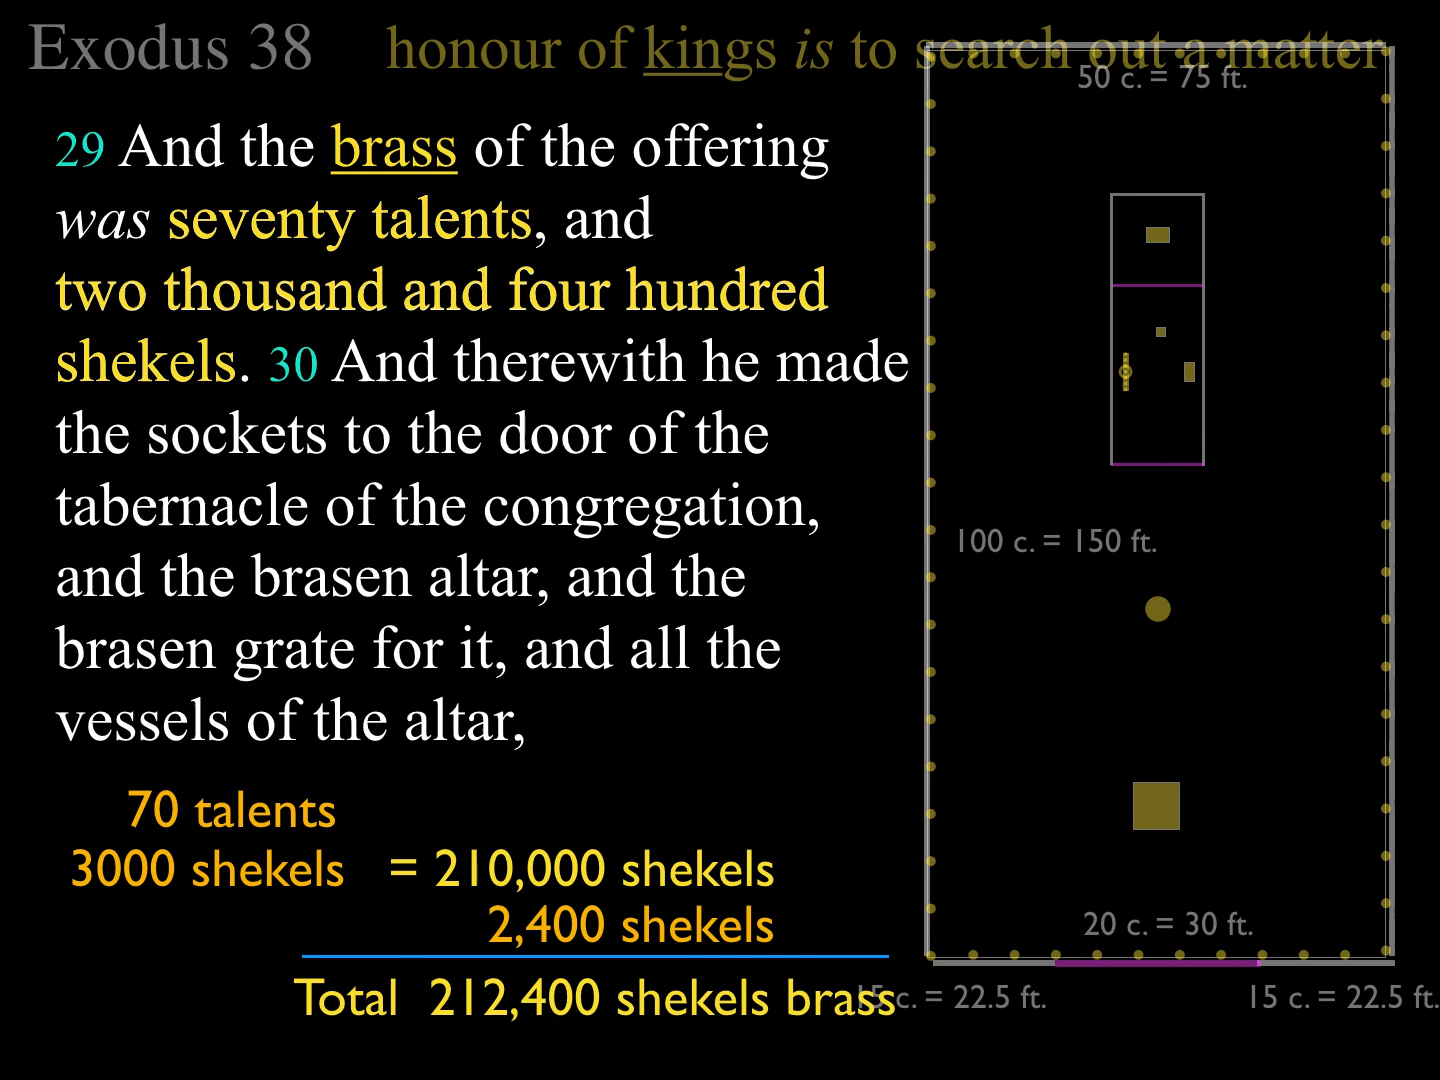 Exodus 38
honour of kings is to search out a matter
50 c. = 75 ft.
29 And the brass of the offering
was seventy talents, and
two thousand and four hundred
shekels. 30 And therewith he made
the sockets to the door of the
tabernacle of the congregation,
and the brasen altar, and the
brasen grate for it, and all the
vessels of the altar,
100 c. = 150 ft.
70 talents
3000 shekels = 210,000 shekels
2,400 shekels
Total 212,400 shekels brass
20 c. = 30 ft.
15 c. = 22.5 ft.
15 c. = 22.5 ft.